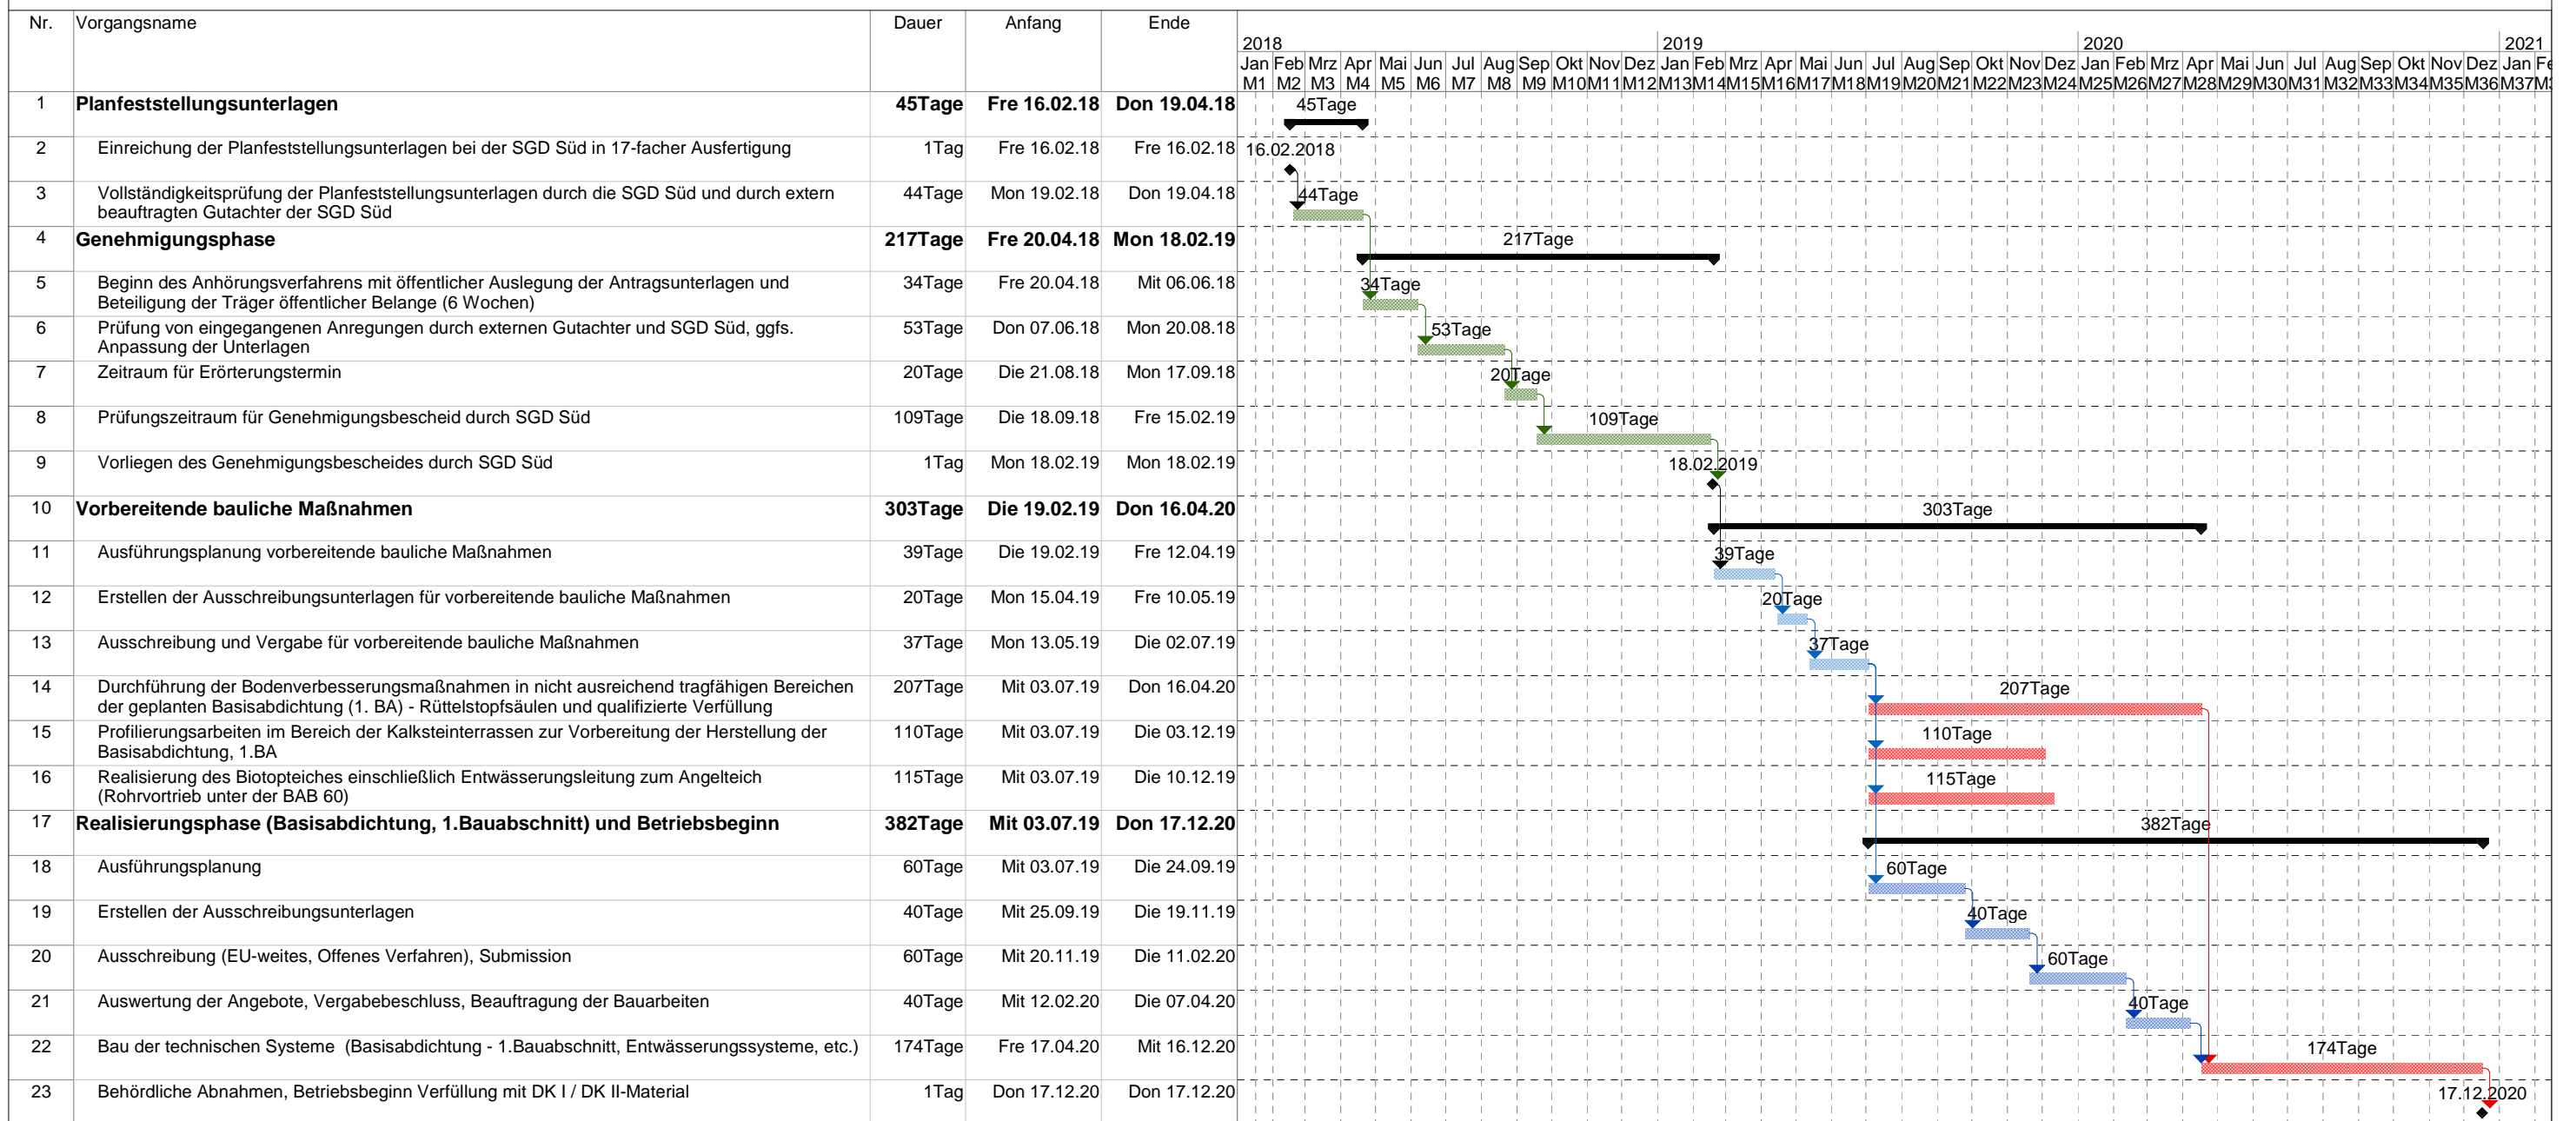 Nr. Vorgangsname Dauer Anfang Ende
2018 2019 2020 2021
Jan Feb Mrz Apr Mai Jun Jul Aug Sep Okt Nov Dez Jan Feb Mrz Apr Mai Jun Jul Aug Sep Okt Nov Dez Jan Feb Mrz Apr Mai Jun Jul Aug Sep Okt Nov Dez Jan
M1 M2 M3 M4 M5 M6 M7 M8 M9 M10 M11 M12 M13 M14 M15 M16 M17 M18 M19 M20 M21 M22 M23 M24 M25 M26 M27 M28 M29 M30 M31 M32 M33 M34 M35 M36 M37
1 Planfeststellungsunterlagen 45Tage Fre 16.02.18 Don 19.04.18 45Tage
2 Einreichung der Planfeststellungsunterlagen bei der SGD Süd in 17-facher Ausfertigung 1Tag Fre 16.02.18 Fre 16.02.18 16.02.2018
3 Vollständigkeitsprüfung der Planfeststellungsunterlagen durch die SGD Süd und durch extern 44Tage Mon 19.02.18 Don 19.04.18 44Tage
beauftragten Gutachter der SGD Süd
4 Genehmigungsphase 217Tage Fre 20.04.18 Mon 18.02.19 217Tage
5 Beginn des Anhörungsverfahrens mit öffentlicher Auslegung der Antragsunterlagen und 34Tage Fre 20.04.18 Mit 06.06.18 34Tage
Beteiligung der Träger öffentlicher Belange (6 Wochen)
6 Prüfung von eingegangenen Anregungen durch externen Gutachter und SGD Süd, ggfs. 53Tage Don 07.06.18 Mon 20.08.18 53Tage
Anpassung der Unterlagen
7 Zeitraum für Erörterungstermin 20Tage Die 21.08.18 Mon 17.09.18 20Tage
8 Prüfungszeitraum für Genehmigungsbescheid durch SGD Süd 109Tage Die 18.09.18 Fre 15.02.19 109Tage
9 Vorliegen des Genehmigungsbescheides durch SGD Süd 1Tag Mon 18.02.19 Mon 18.02.19 18.02.2019
10 Vorbereitende bauliche Maßnahmen 303Tage Die 19.02.19 Don 16.04.20 303Tage
11 Ausführungsplanung vorbereitende bauliche Maßnahmen 39Tage Die 19.02.19 Fre 12.04.19 39Tage
12 Erstellen der Ausschreibungsunterlagen für vorbereitende bauliche Maßnahmen 20Tage Mon 15.04.19 Fre 10.05.19 20Tage
13 Ausschreibung und Vergabe für vorbereitende bauliche Maßnahmen 37Tage Mon 13.05.19 Die 02.07.19 37Tage
14 Durchführung der Bodenverbesserungsmaßnahmen in nicht ausreichend tragfähigen Bereichen 207Tage Mit 03.07.19 Don 16.04.20 207Tage
der geplanten Basisabdichtung (1. BA) - Rüttelstopfsäulen und qualifizierte Verfüllung
15 Profilierungsarbeiten im Bereich der Kalksteinterrassen zur Vorbereitung der Herstellung der 110Tage Mit 03.07.19 Die 03.12.19 110Tage
Basisabdichtung, 1.BA
16 Realisierung des Biotopteiches einschließlich Entwässerungsleitung zum Angelteich 115Tage Mit 03.07.19 Die 10.12.19 115Tage
(Rohrvortrieb unter der BAB 60)
17 Realisierungsphase (Basisabdichtung, 1.Bauabschnitt) und Betriebsbeginn 382Tage Mit 03.07.19 Don 17.12.20 382Tage
18 Ausführungsplanung 60Tage Mit 03.07.19 Die 24.09.19 60Tage
19 Erstellen der Ausschreibungsunterlagen 40Tage Mit 25.09.19 Die 19.11.19 40Tage
20 Ausschreibung (EU-weites, Offenes Verfahren), Submission 60Tage Mit 20.11.19 Die 11.02.20 60Tage
21 Auswertung der Angebote, Vergabebeschluss, Beauftragung der Bauarbeiten 40Tage Mit 12.02.20 Die 07.04.20 40Tage
22 Bau der technischen Systeme (Basisabdichtung - 1.Bauabschnitt, Entwässerungssysteme, etc.) 174Tage Fre 17.04.20 Mit 16.12.20 174Tage
23 Behördliche Abnahmen, Betriebsbeginn Verfüllung mit DK I / DK II-Material 1Tag Don 17.12.20 Don 17.12.20 17.12.2020